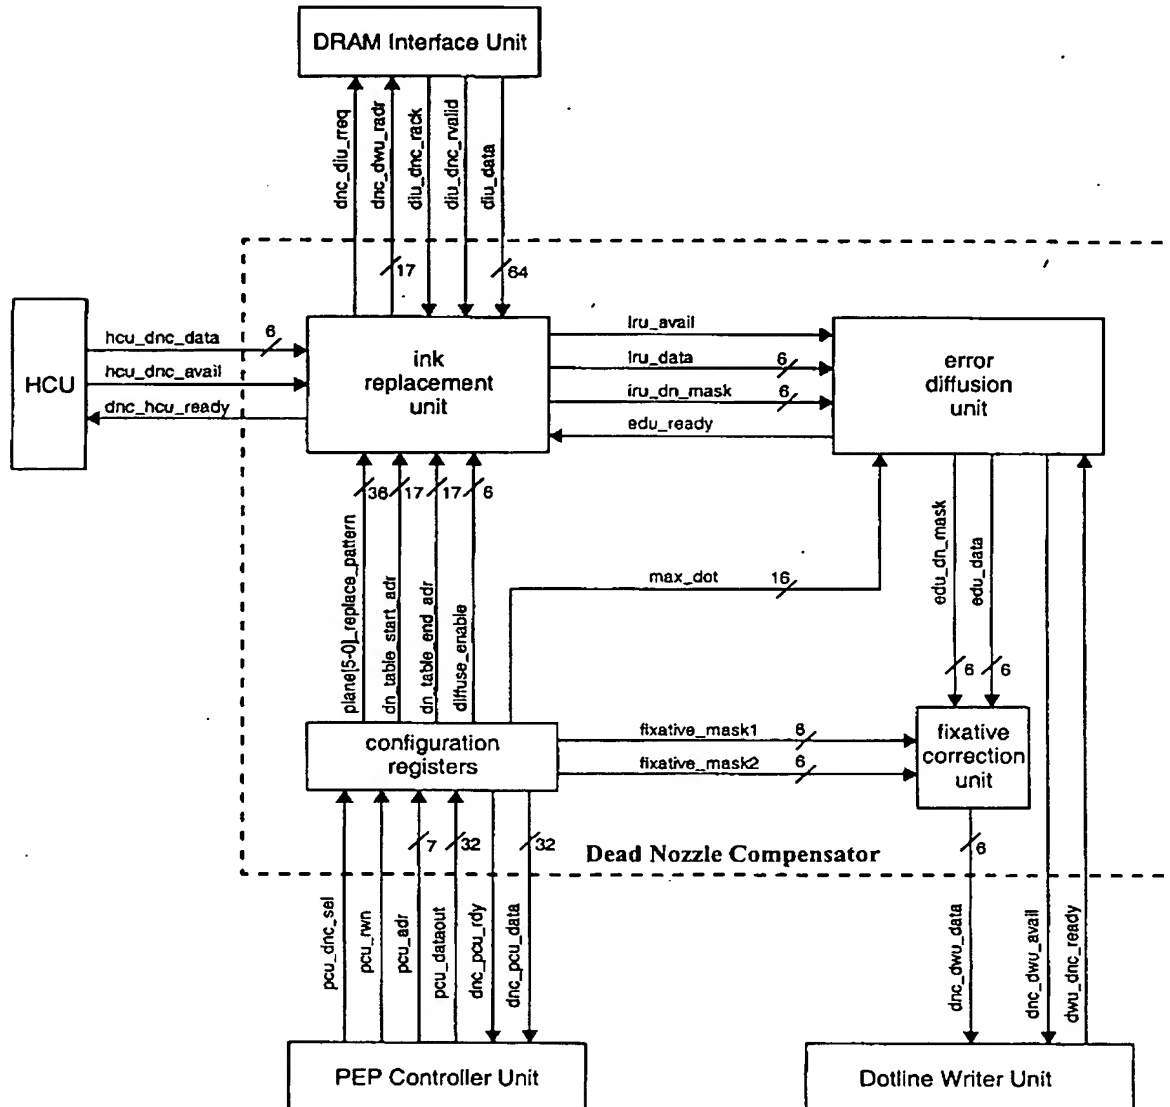 DRAM Interface Unit
dnc_diu_rreq
dnc_dwu_radr
diu_dnc_rack
diu_dnc_rvalid
diu_data
17
64
HCU
hcu_dnc_data
6
hcu_dnc_avail
dnc_hcu_ready
ink
replacement
unit
iru_avail
iru_data
6
iru_dn_mask
6
edu_ready
error
diffusion
unit
36
17
17
6
plane[5-0]_replace_pattern
dn_table_start_adr
dn_table_end_adr
diffuse_enable
max_dot
16
edu_dn_mask
edu_data
6
6
configuration
registers
fixative_mask1
6
fixative_mask2
6
fixative
correction
unit
7
32
32
Dead Nozzle Compensator
6
pcu_dnc_sel
pcu_rwn
pcu_adr
pcu_dataout
dnc_pcu_rdy
dnc_pcu_data
dnc_dwu_data
dnc_dwu_avail
dwu_dnc_ready
PEP Controller Unit
Dotline Writer Unit